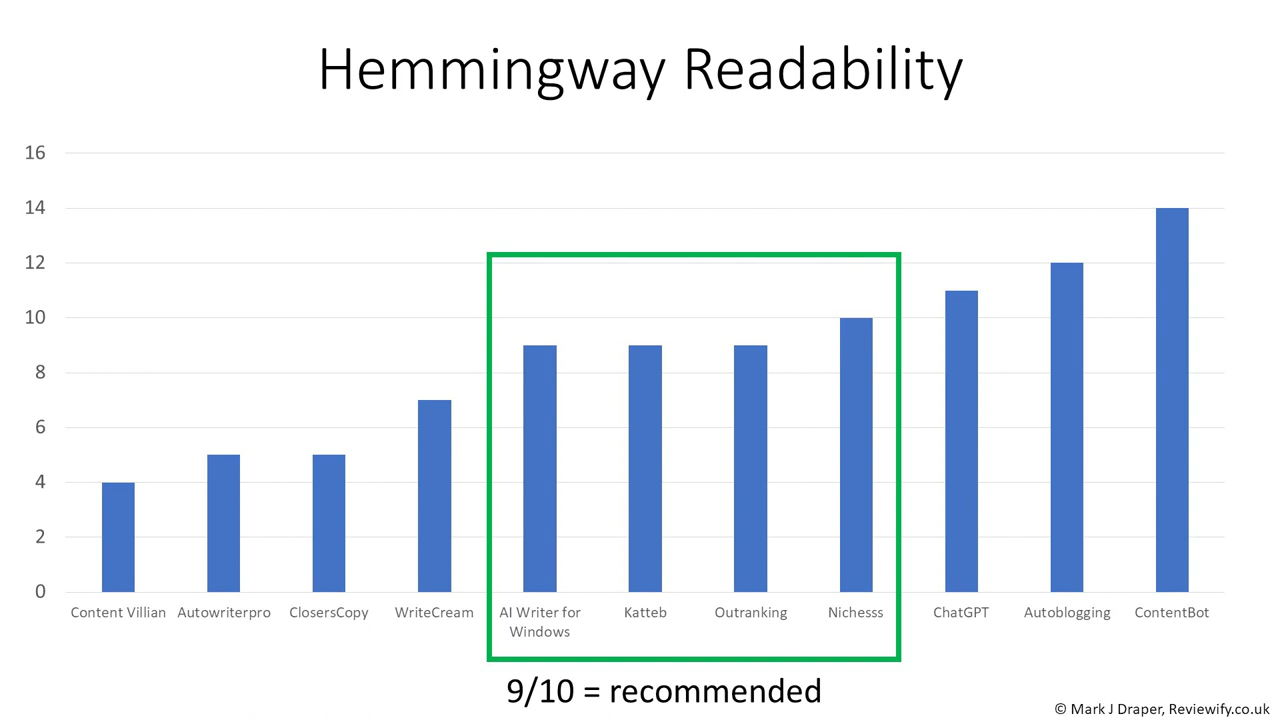 Hemmingway Readability
16
14
12
10
8
6
4
2
0
Content Villian Autowriterpro ClosersCopy WriteCream AI Writer for Windows Katteb Outranking Nichesss ChatGPT Autoblogging ContentBot
9/10 = recommended
© Mark J Draper, Reviewify.co.uk